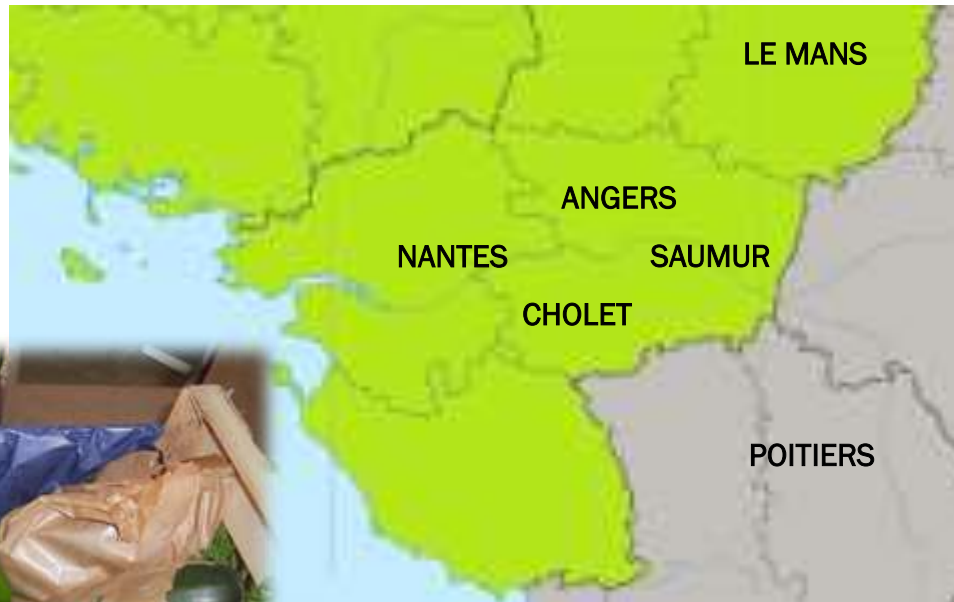 LE MANS
ANGERS
NANTES
SAUMUR
CHOLET
POITIERS